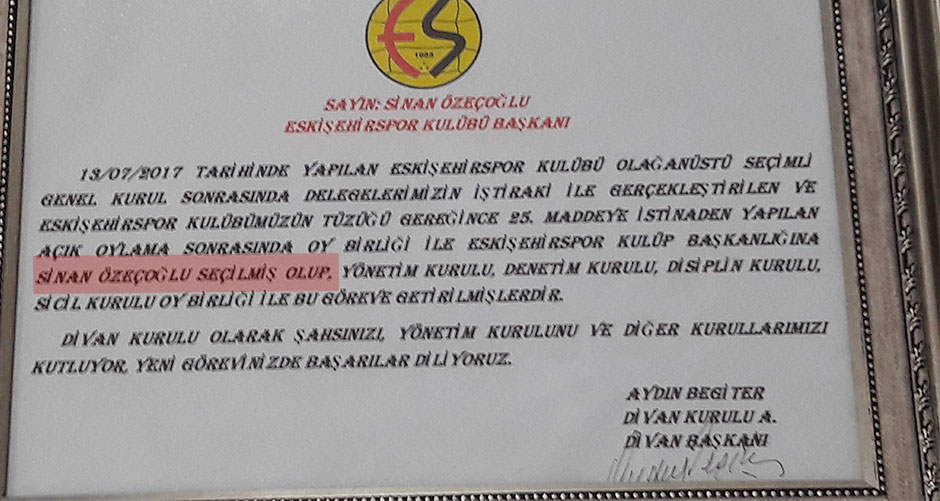 ES
1965
SAYIN: SİNAN ÖZEÇOĞLU
ESKİŞEHİRSPOR KULÜBÜ BAŞKANI
13/07/2017 TARİHİNDE YAPILAN ESKİŞEHİRSPOR KULÜBÜ OLAĞANÜSTÜ SEÇİMLİ
GENEL KURUL SONRASINDA DELEGELERİMİZİN İŞTİRAKİ İLE GERÇEKLEŞTİRİLEN VE
ESKİŞEHİRSPOR KULÜBÜMÜZÜN TÜZÜĞÜ GEREĞİNCE 25. MADDEYE İSTİNADEN YAPILAN
AÇIK OYLAMA SONRASINDA OY BİRLİĞİ İLE ESKİŞEHİRSPOR KULÜP BAŞKANLIĞINA
SİNAN ÖZEÇOĞLU SEÇİLMİŞ OLUP, YÖNETİM KURULU, DENETİM KURULU, DİSİPLİN KURULU,
SİCİL KURULU OY BİRLİĞİ İLE BU GÖREVE GETİRİLMİŞLERDİR.
DİVAN KURULU OLARAK ŞAHSINIZI, YÖNETİM KURULUNU VE DİĞER KURULLARIMIZI
KUTLUYOR, YENİ GÖREVİNİZDE BAŞARILAR DİLİYORUZ.
AYDIN BEGİTER
DİVAN KURULU A.
DİVAN BAŞKANI